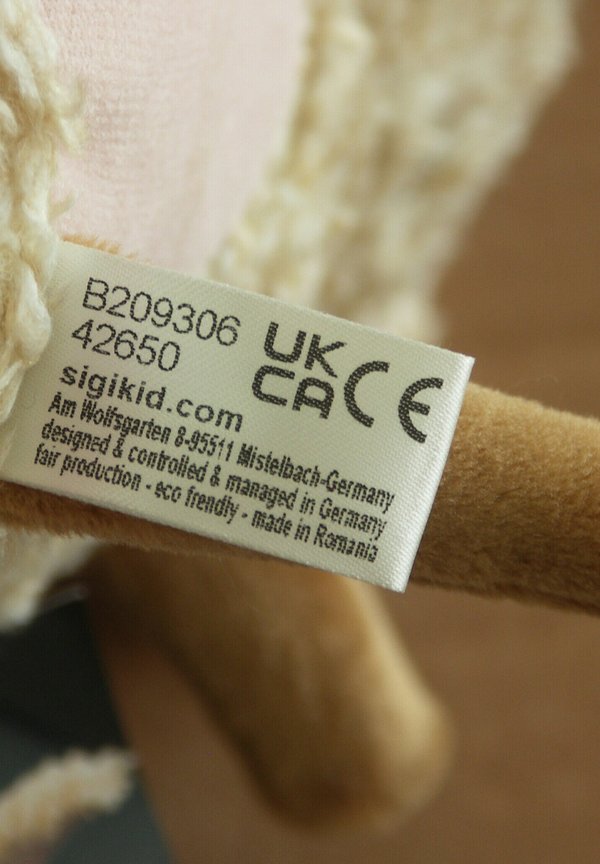 B209306
42650
UK
CA CE
sigikid.com
Am Wolfsgarten 8-95511 Mistelbach-Germany
designed & controlled & managed in Germany
fair production - eco frendly - made in Romania